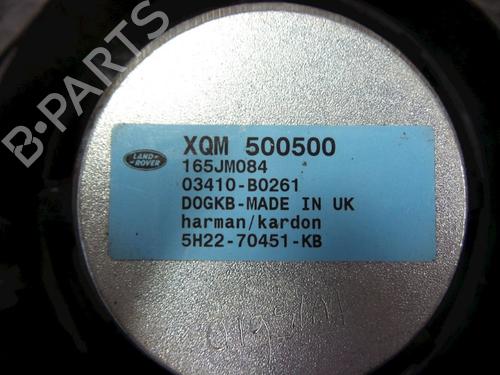 B-PARTS
LAND ROVER
XQM 500500
165JM084
03410-B0261
DOGKB-MADE IN UK
harman/kardon
5H22-70451-KB